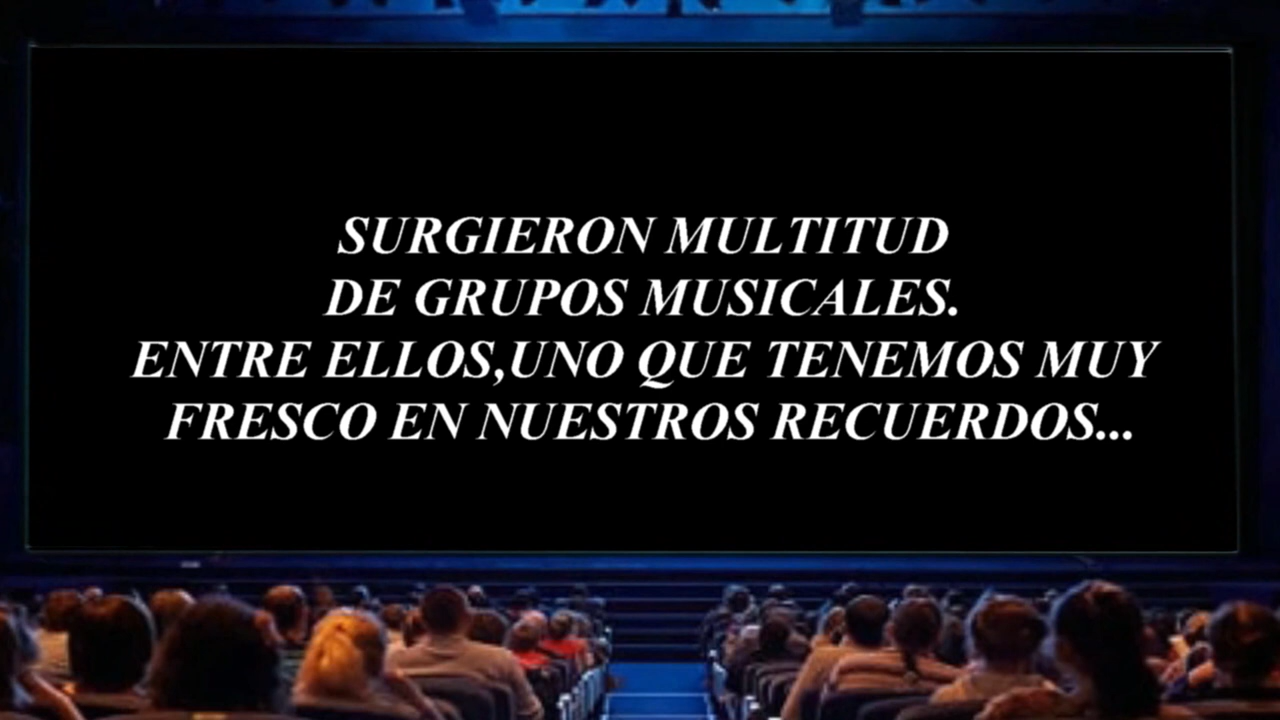 SURGIERON MULTITUD
DE GRUPOS MUSICALES.
ENTRE ELLOS,UNO QUE TENEMOS MUY
FRESCO EN NUESTROS RECUERDOS...